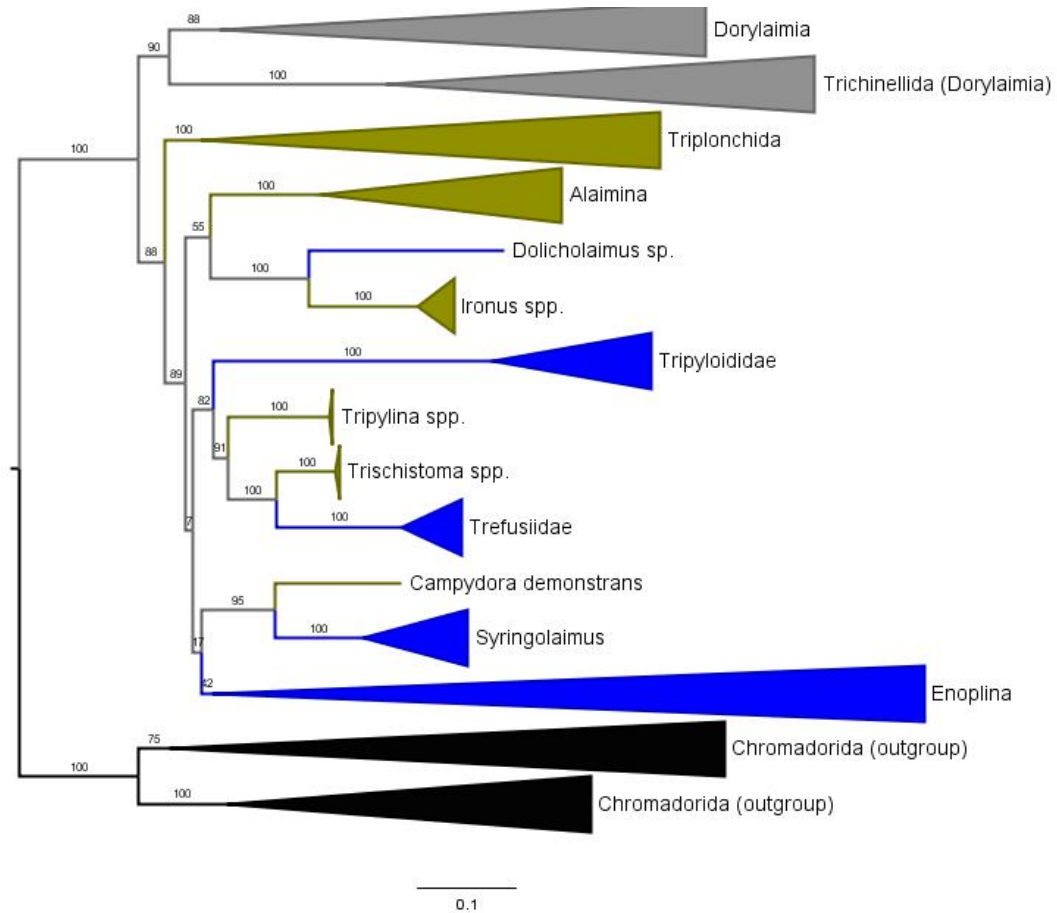 88
Dorylaimia
90
100
Trichinellida (Dorylaimia)
100
Triplonchida
100
100
Alaimina
55
Dolicholaimus sp.
88
100
100
Ironus spp.
100
Tripyloididae
89
82
100
Tripylina spp.
91
100
Trischistoma spp.
100
100
Trefusiidae
7
Campydora demonstrans
95
100
Syringolaimus
17
42
Enoplina
75
Chromadorida (outgroup)
100
100
Chromadorida (outgroup)
0.1